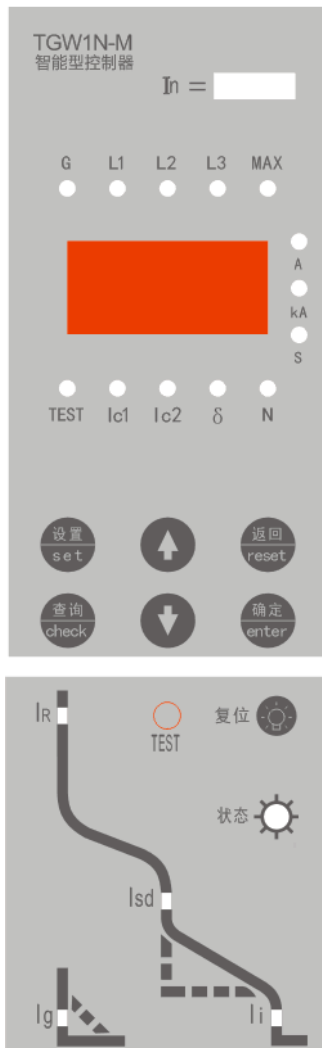 TGW1N-M
智能型控制器
In =
G L1 L2 L3 MAX
A
kA
S
TEST Ic1 Ic2 δ N
设置
set
返回
reset
查询
check
确定
enter
IR
TEST
复位
状态
Isd
Ig
Ii